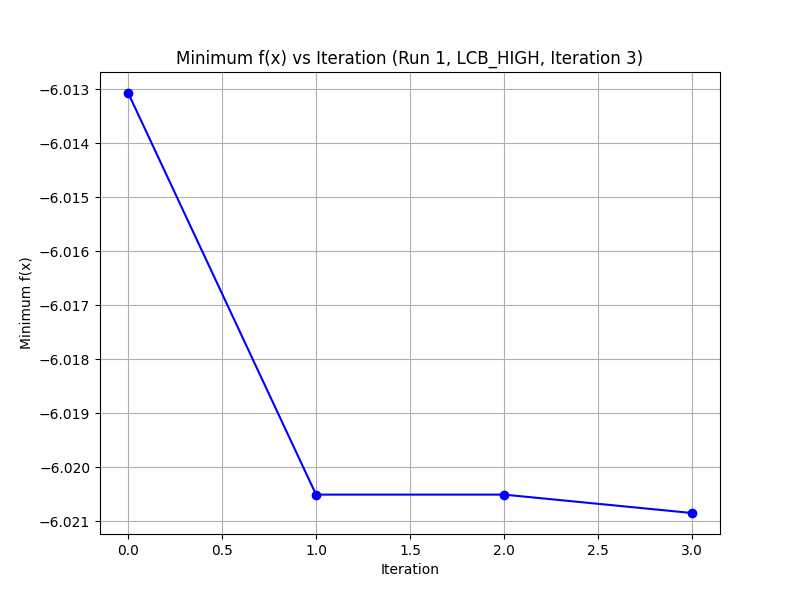 Minimum f(x) vs Iteration (Run 1, LCB_HIGH, Iteration 3)
Minimum f(x)
−6.013
−6.014
−6.015
−6.016
−6.017
−6.018
−6.019
−6.020
−6.021
0.0 0.5 1.0 1.5 2.0 2.5 3.0
Iteration